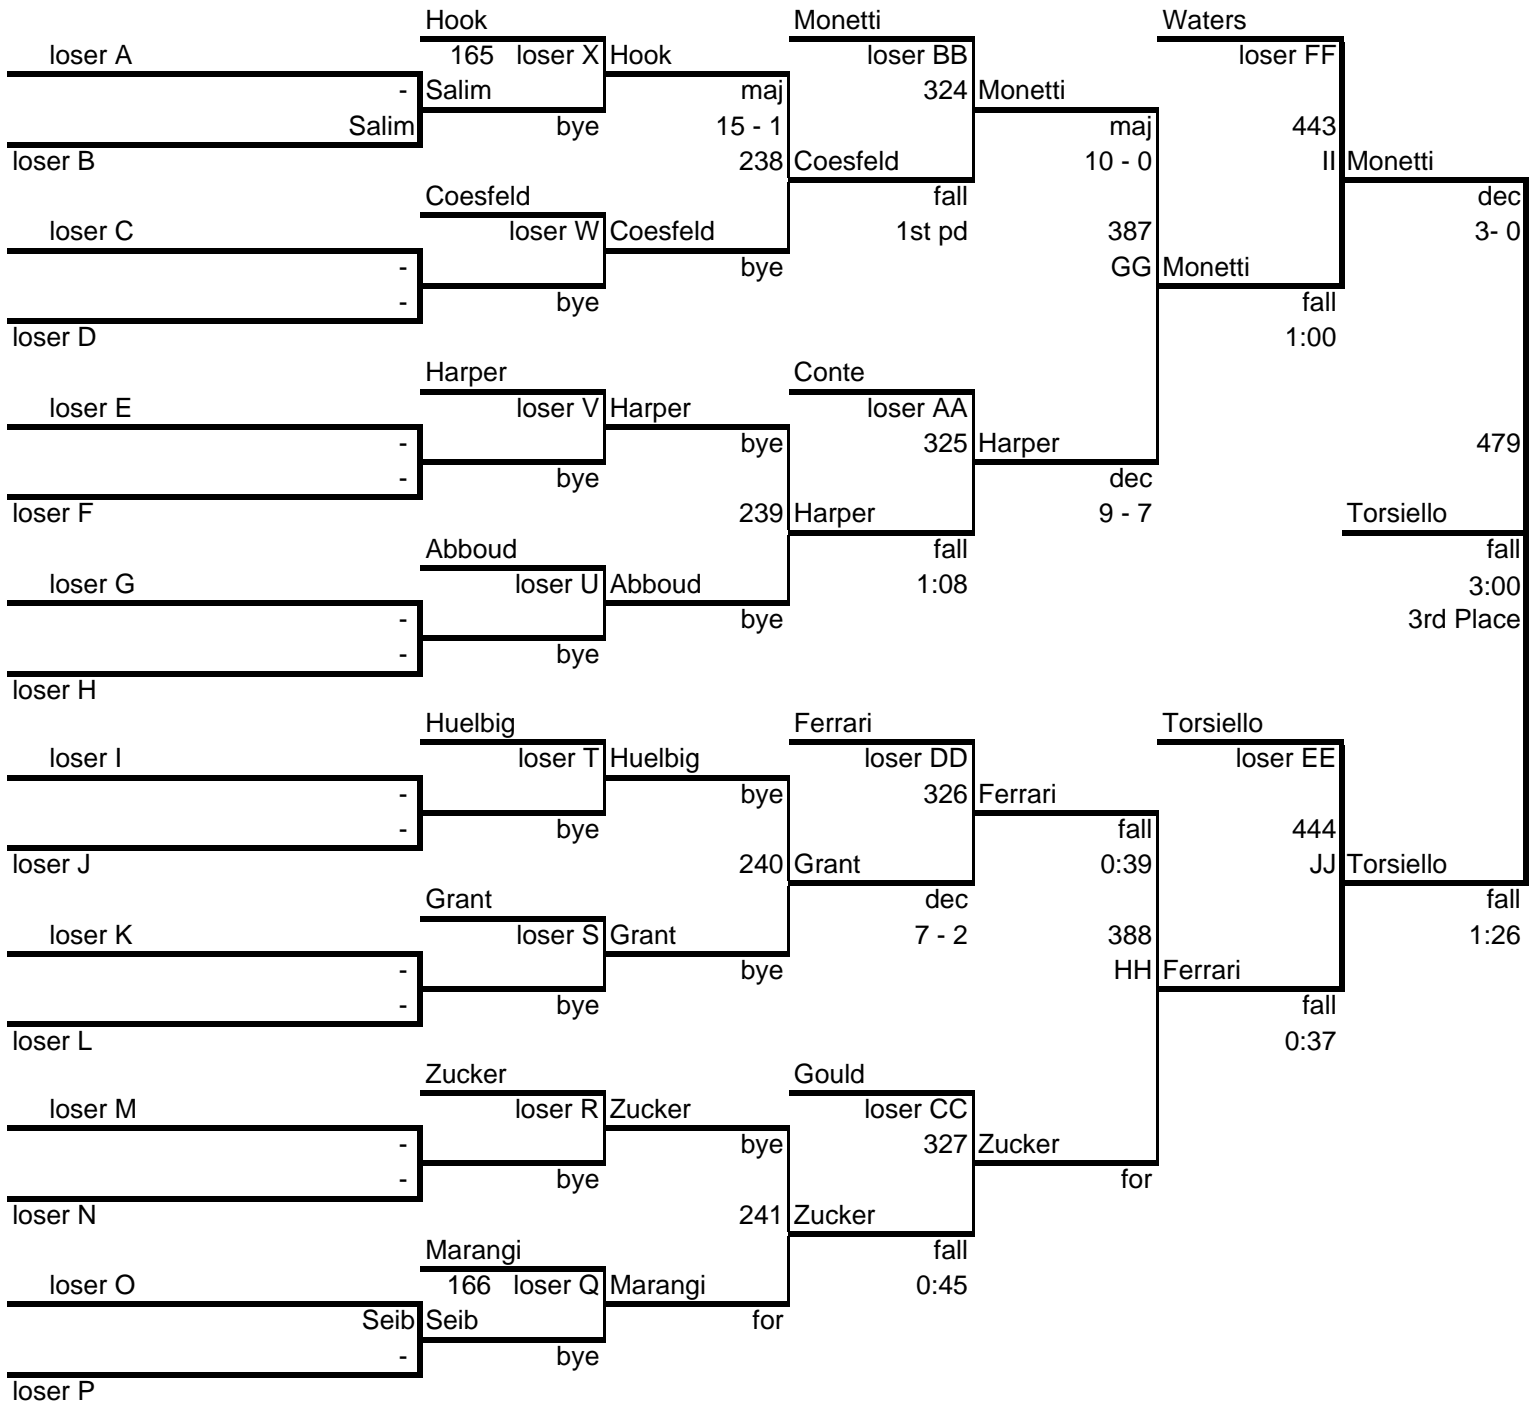 Hook Monetti Waters
loser A 165 loser X Hook loser BB loser FF
- Salim maj 324 Monetti
Salim bye 15 - 1 maj 443
loser B 238 Coesfeld 10 - 0 II Monetti
Coesfeld fall dec
loser C loser W Coesfeld 1st pd 387 3- 0
- bye GG Monetti
- bye fall
loser D 1:00
Harper Conte
loser E loser V Harper loser AA
- bye 325 Harper 479
- bye dec
loser F 239 Harper 9 - 7 Torsiello
Abboud fall fall
loser G loser U Abboud 1:08 3:00
- bye 3rd Place
- bye
loser H
Huelbig Ferrari Torsiello
loser I loser T Huelbig loser DD loser EE
- bye 326 Ferrari
- bye fall 444
loser J 240 Grant 0:39 JJ Torsiello
Grant dec fall
loser K loser S Grant 7 - 2 388 1:26
- bye HH Ferrari
- bye fall
loser L 0:37
Zucker Gould
loser M loser R Zucker loser CC
- bye 327 Zucker
- bye for
loser N 241 Zucker
Marangi fall
loser O 166 loser Q Marangi 0:45
Seib Seib for
- bye
loser P